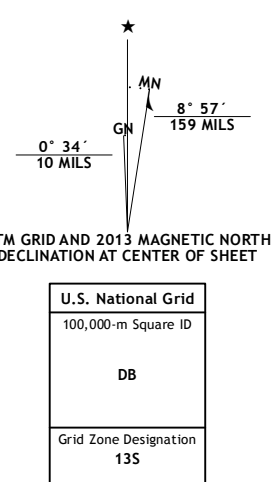 MN
GN
8° 57´
159 MILS
0° 34´
10 MILS
TM GRID AND 2013 MAGNETIC NORTH
DECLINATION AT CENTER OF SHEET
U.S. National Grid
100,000-m Square ID
DB
Grid Zone Designation
13S